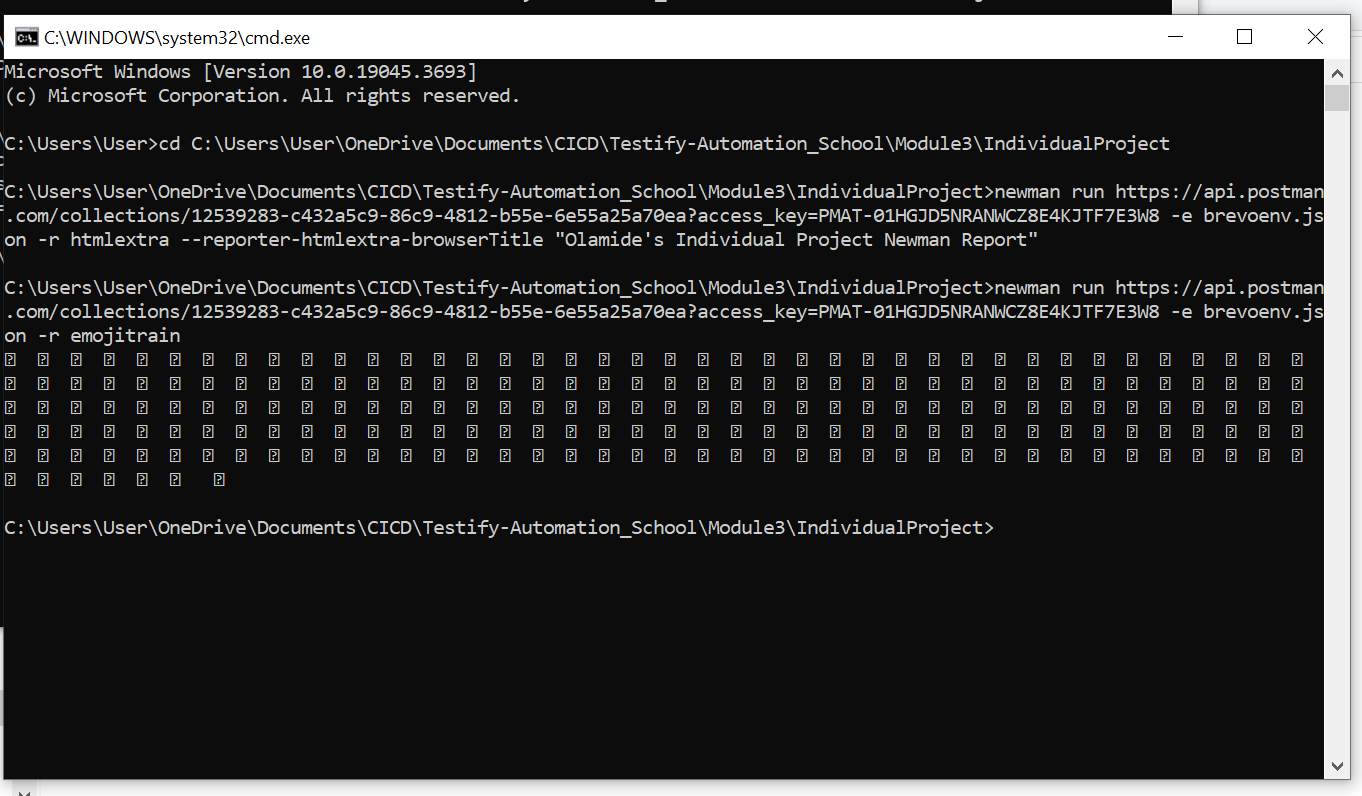 C:\WINDOWS\system32\cmd.exe
Microsoft Windows [Version 10.0.19045.3693]
(c) Microsoft Corporation. All rights reserved.
C:\Users\User>cd C:\Users\User\OneDrive\Documents\CICD\Testify-Automation_School\Module3\IndividualProject
C:\Users\User\OneDrive\Documents\CICD\Testify-Automation_School\Module3\IndividualProject>newman run https://api.postman
.com/collections/12539283-c432a5c9-86c9-4812-b55e-6e55a25a70ea?access_key=PMAT-01HGJD5NRANWCZ8E4KJTF7E3W8 -e brevoenv.js
on -r htmlextra --reporter-htmlextra-browserTitle "Olamide's Individual Project Newman Report"
C:\Users\User\OneDrive\Documents\CICD\Testify-Automation_School\Module3\IndividualProject>newman run https://api.postman
.com/collections/12539283-c432a5c9-86c9-4812-b55e-6e55a25a70ea?access_key=PMAT-01HGJD5NRANWCZ8E4KJTF7E3W8 -e brevoenv.js
on -r emojitrain
C:\Users\User\OneDrive\Documents\CICD\Testify-Automation_School\Module3\IndividualProject>